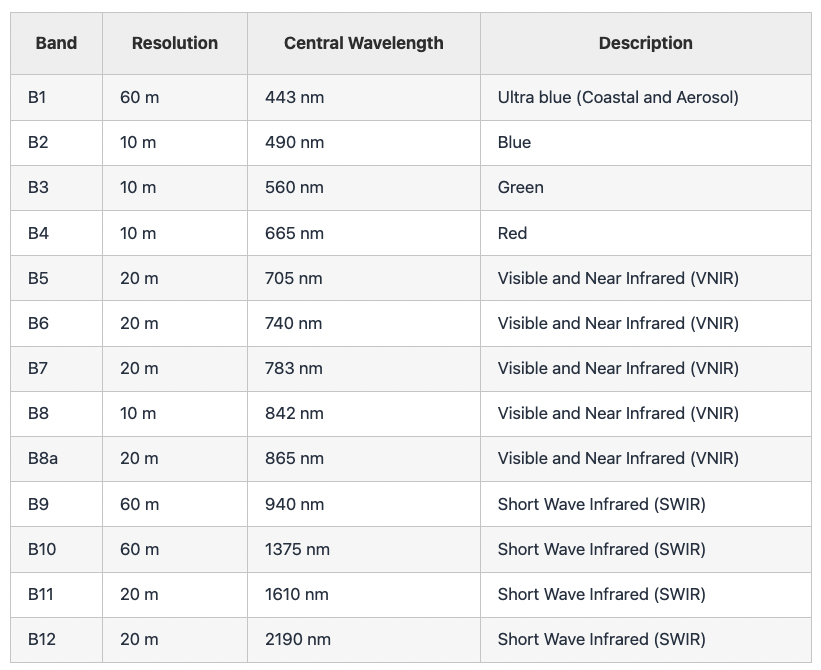 Band Resolution Central Wavelength Description
B1 60 m 443 nm Ultra blue (Coastal and Aerosol)
B2 10 m 490 nm Blue
B3 10 m 560 nm Green
B4 10 m 665 nm Red
B5 20 m 705 nm Visible and Near Infrared (VNIR)
B6 20 m 740 nm Visible and Near Infrared (VNIR)
B7 20 m 783 nm Visible and Near Infrared (VNIR)
B8 10 m 842 nm Visible and Near Infrared (VNIR)
B8a 20 m 865 nm Visible and Near Infrared (VNIR)
B9 60 m 940 nm Short Wave Infrared (SWIR)
B10 60 m 1375 nm Short Wave Infrared (SWIR)
B11 20 m 1610 nm Short Wave Infrared (SWIR)
B12 20 m 2190 nm Short Wave Infrared (SWIR)